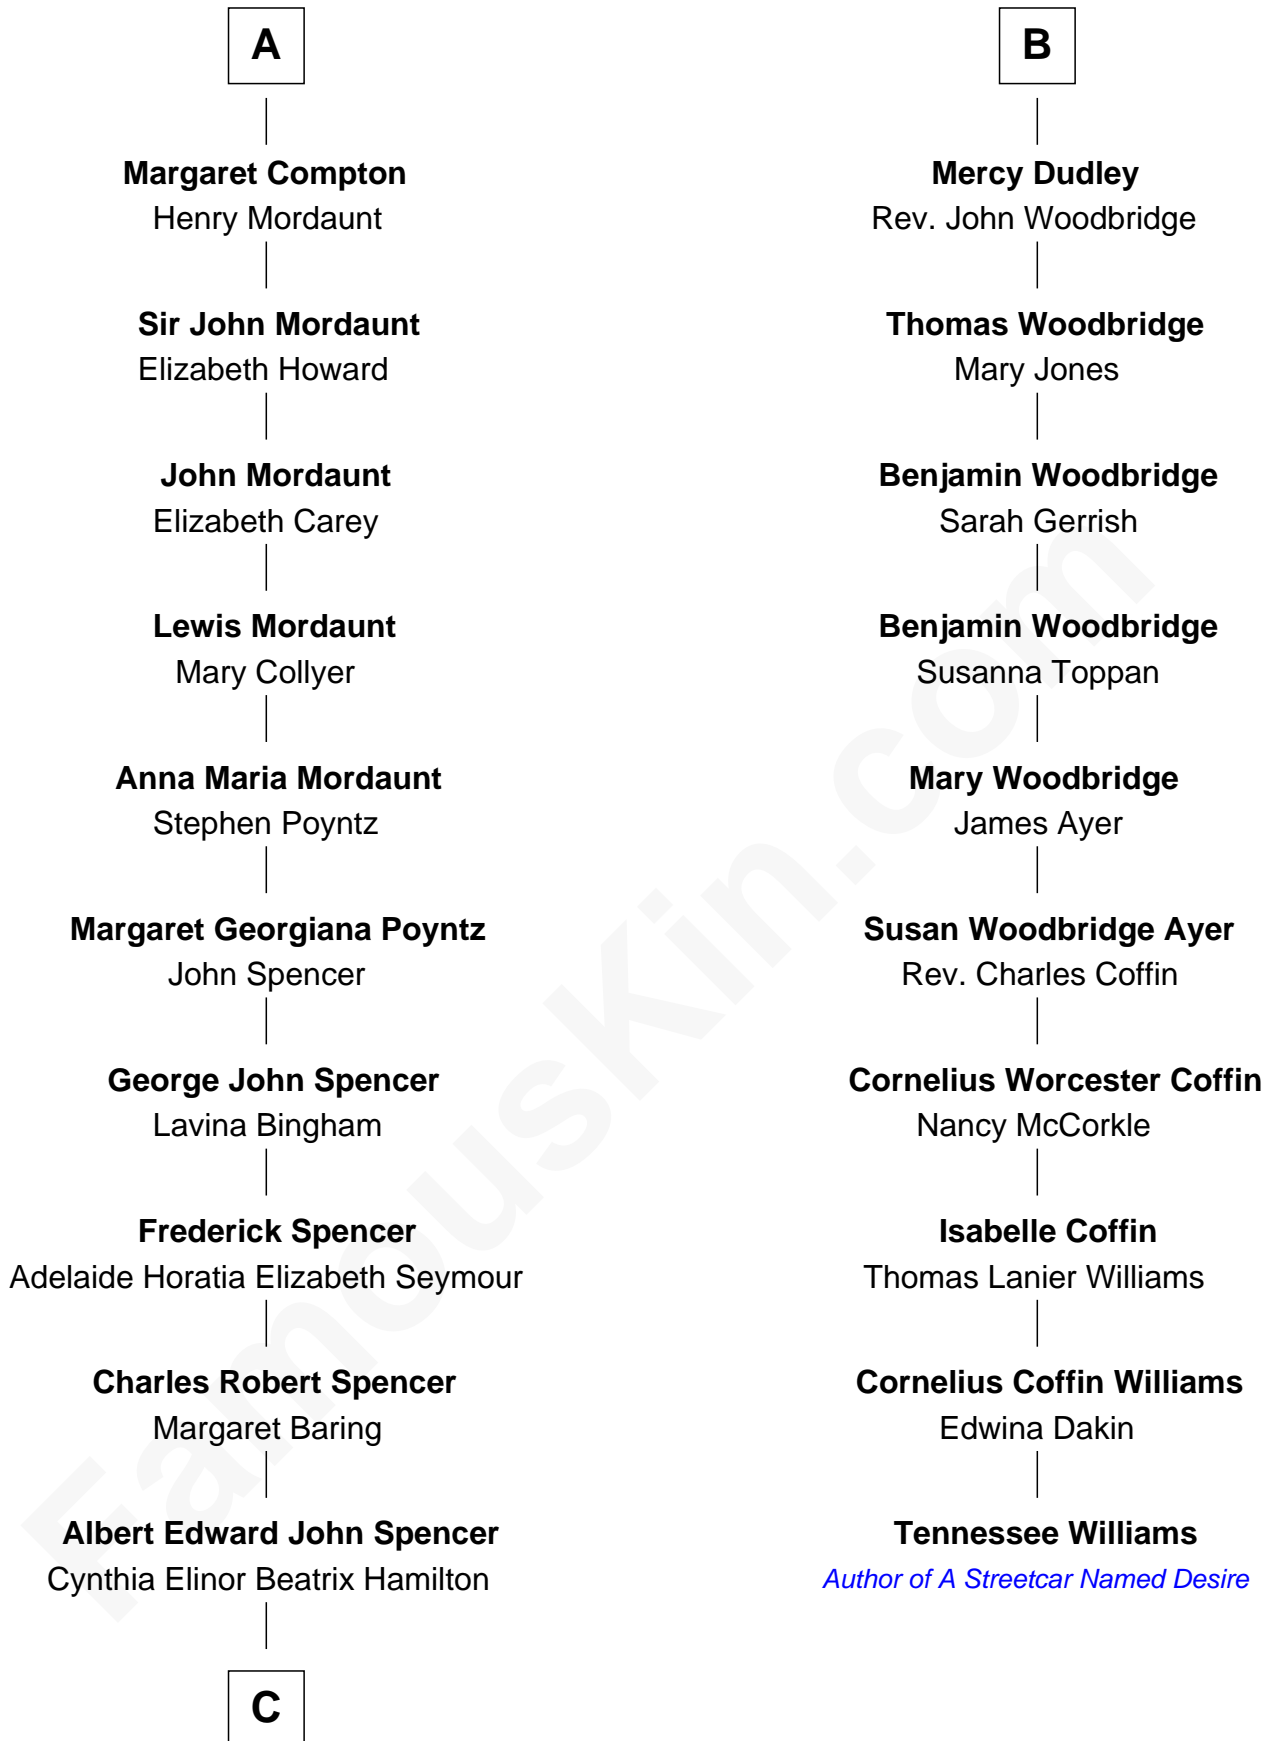 A
Margaret Compton
Henry Mordaunt
Sir John Mordaunt
Elizabeth Howard
John Mordaunt
Elizabeth Carey
Lewis Mordaunt
Mary Collyer
Anna Maria Mordaunt
Stephen Poyntz
Margaret Georgiana Poyntz
John Spencer
George John Spencer
Lavina Bingham
Frederick Spencer
Adelaide Horatia Elizabeth Seymour
Charles Robert Spencer
Margaret Baring
Albert Edward John Spencer
Cynthia Elinor Beatrix Hamilton
C
B
Mercy Dudley
Rev. John Woodbridge
Thomas Woodbridge
Mary Jones
Benjamin Woodbridge
Sarah Gerrish
Benjamin Woodbridge
Susanna Toppan
Mary Woodbridge
James Ayer
Susan Woodbridge Ayer
Rev. Charles Coffin
Cornelius Worcester Coffin
Nancy McCorkle
Isabelle Coffin
Thomas Lanier Williams
Cornelius Coffin Williams
Edwina Dakin
Tennessee Williams
Author of A Streetcar Named Desire
FamousKin.com